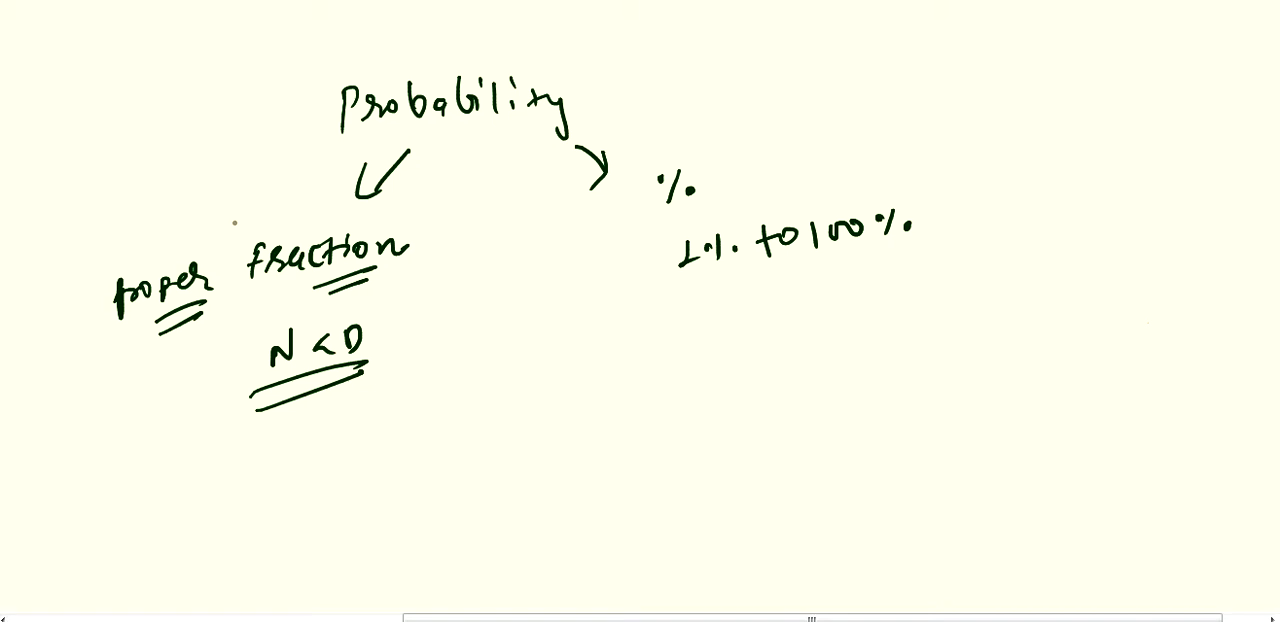 Probability
%
1% to 100%
proper fraction
N < D